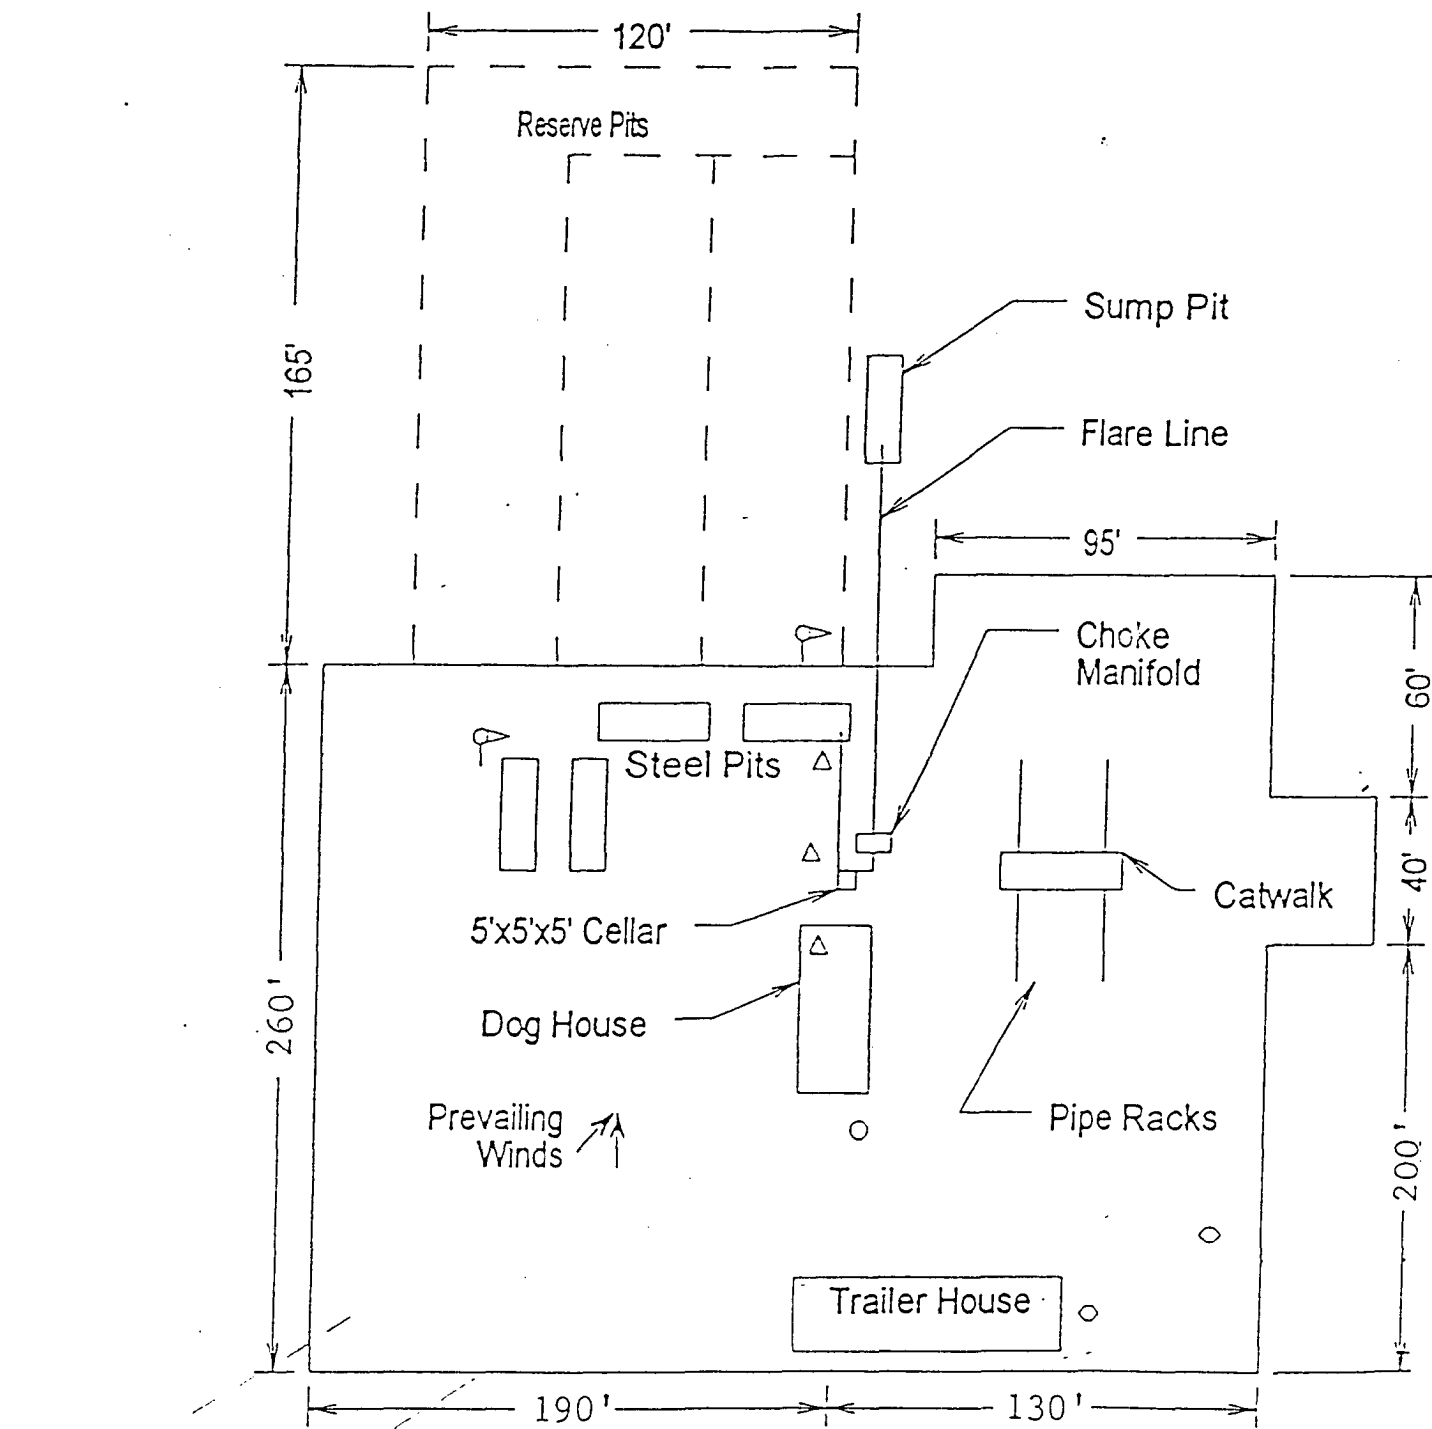 120'
Reserve Pits
165'
Sump Pit
Flare Line
95'
Choke
Manifold
60'
Steel Pits
40'
Catwalk
5'x5'x5' Cellar
260'
Dog House
Prevailing
Winds
Pipe Racks
200'
Trailer House
190'
130'